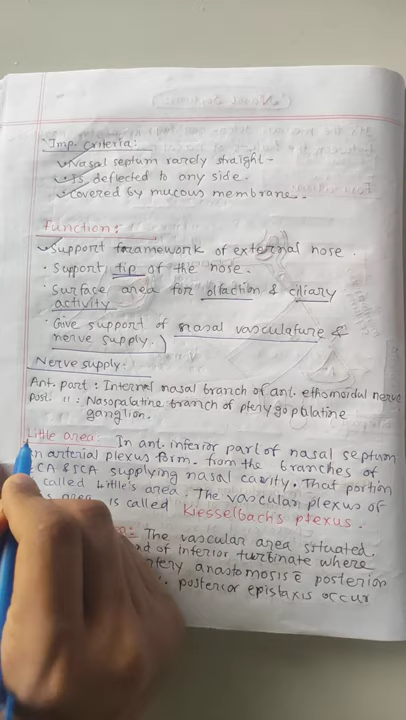 Imp. criteria:
Nasal septum rarely straight -
Is deflected to any side.
Covered by mucous membrane.
Function:
Support framework of external nose.
Support tip of the nose.
Surface area for olfaction & ciliary
activity
Give support of nasal vasculature &
nerve supply.)
Nerve supply:
Ant. part: Internal nasal branch of ant. ethomoidal nerve
post. 11: Nasopalatine branch of pterygopalatine
ganglion.
Little area: In ant. inferior part of nasal septum
an arterial plexus form. from the branches of
ECA & ICA supplying nasal cavity. That portion
called Little's area. The vascular plexus of
area is called Kiesselbach's plexus.
The vascular area situated
of inferior turbinate where
anastomosis c̄ posterior
posterior epistaxis occur